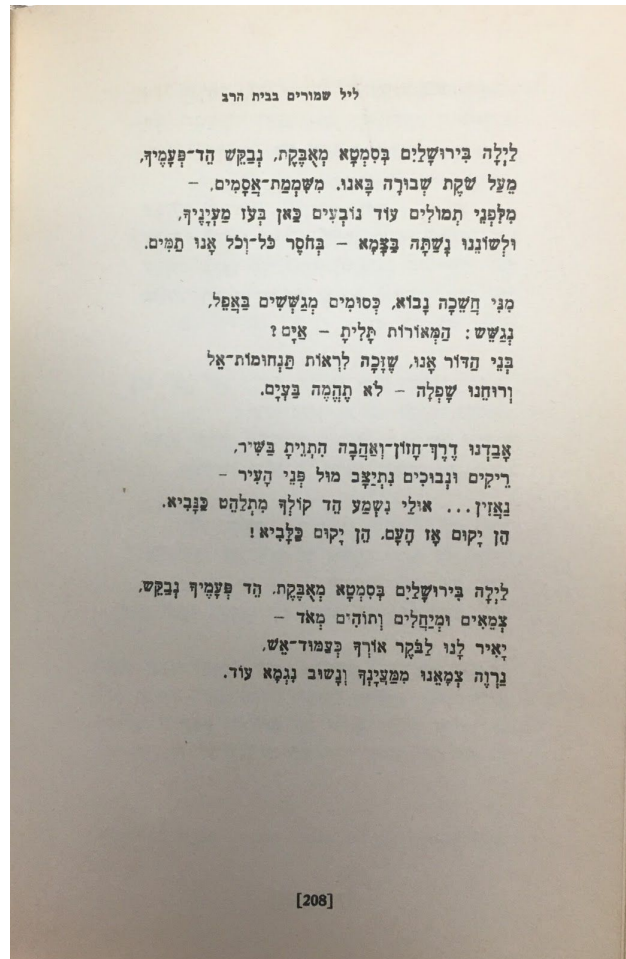 ליל שמורים בבית הרב
לַיְלָה בִּירוּשָׁלַיִם בְּסִמְטָא מְאֻבֶּקֶת, נְבַקֵּשׁ הֵד־פְּעָמֶיךָ,
מֵעַל שֹׁקֶת שְׁבוּרָה בָּאנוּ. מִשִּׁמְמַת־אֲסָמִים, –
מִלִּפְנֵי תְמוֹלִים עוֹד נוֹבְעִים כַּאן בְּעֹז מַעְיָנֶיךָ,
וּלְשׁוֹנֵנוּ נָשַׁתָּה בַּצָּמָא – בְּחֹסֶר כֹּל־וְכֹל אָנוּ תַּמִּים.
מִנִּי חֲשֵׁכָה נָבוֹא, כְּסוּמִים מְגַשְּׁשִׁים בַּאֲפֵל,
נְגַשֵּׁשׁ: הַמְּאוֹרוֹת תָּלִיתָ – אַיָּם?
בְּנֵי הַדּוֹר אָנוּ, שֶׁזָּכָה לִרְאוֹת תַּנְחוּמוֹת־אֵל
וְרוּחֵנוּ שָׁפְלָה – לֹא תֶהֱמֶה בַּעְיָם.
אָבַדְנוּ דֶרֶךְ־חָזוֹן־וְאַהֲבָה הִתְוֵיתָ בַּשִּׁיר,
רֵיקִים וּנְבוּכִים נִתְיַצֵּב מוּל פְּנֵי הָעִיר –
נַאֲזִין... אוּלַי נִשְׁמַע הֵד קוֹלְךָ מִתְלַהֵט כַּנָּבִיא.
הֵן יָקוּם אָז הָעָם, הֵן יָקוּם כַּלָּבִיא!
לַיְלָה בִּירוּשָׁלַיִם בְּסִמְטָא מְאֻבֶּקֶת. הֵד פְּעָמֶיךָ נְבַקֵּשׁ,
צְמֵאִים וּמְיַחֲלִים וְתוֹהִים מְאֹד –
יָאִיר לָנוּ לַבֹּקֶר אוֹרְךָ כְּעַמּוּד־אֵשׁ,
נַרְוֶה צְמָאֵנוּ מִמַּעְיָנְךָ וְנָשׁוּב נִגְמָא עוֹד.
[208]